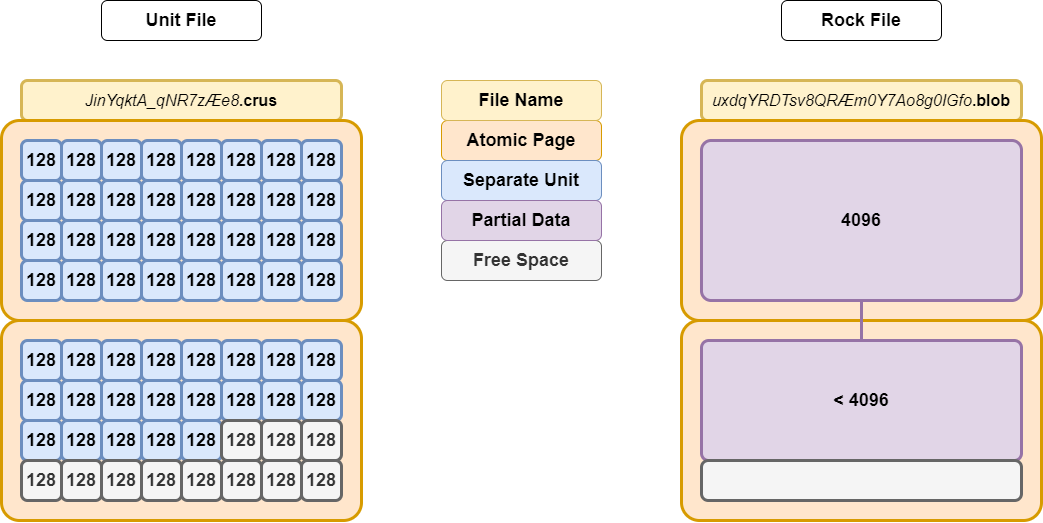 Unit File
Rock File
JinYqktA_qNR7zÆe8.crus
File Name
uxdqYRDTsv8QRÆm0Y7Ao8g0IGfo.blob
Atomic Page
128 128 128 128 128 128 128 128
Separate Unit
128 128 128 128 128 128 128 128
Partial Data
4096
128 128 128 128 128 128 128 128
Free Space
128 128 128 128 128 128 128 128
128 128 128 128 128 128 128 128
128 128 128 128 128 128 128 128
< 4096
128 128 128 128 128 128 128 128
128 128 128 128 128 128 128 128